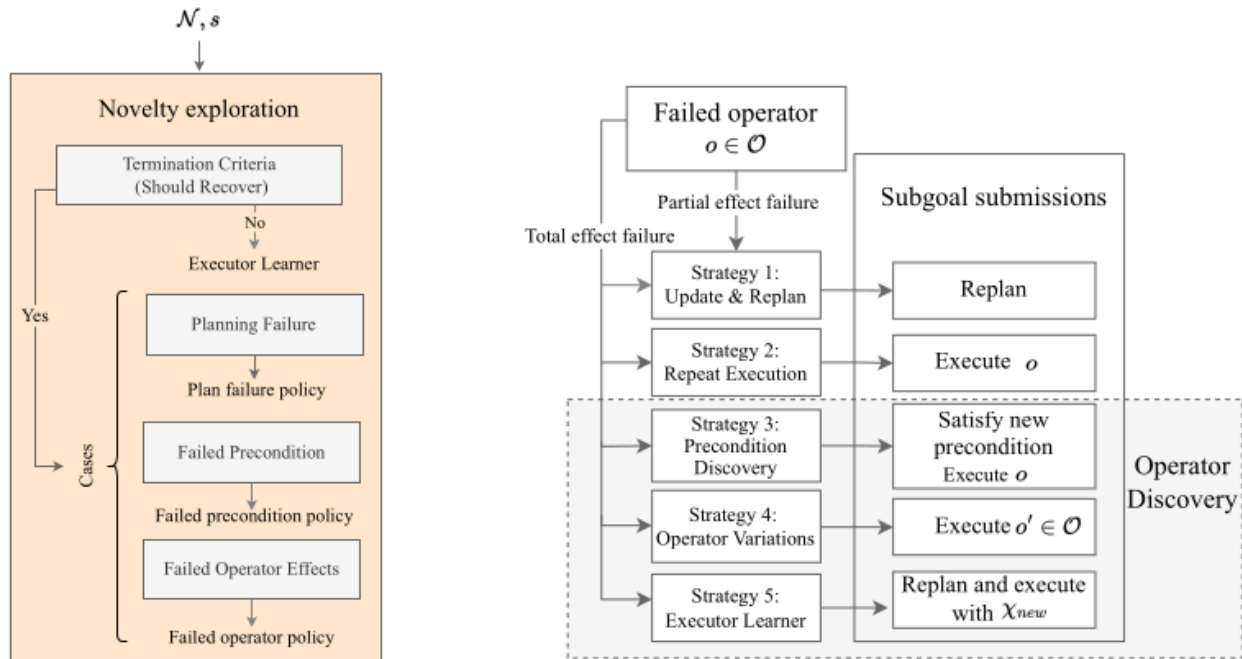 𝒩, s
Novelty exploration
Termination Criteria
(Should Recover)
No
Executor Learner
Yes
Cases
Planning Failure
Plan failure policy
Failed Precondition
Failed precondition policy
Failed Operator Effects
Failed operator policy
Failed operator
o ∈ 𝒪
Partial effect failure
Total effect failure
Subgoal submissions
Strategy 1:
Update & Replan
Replan
Strategy 2:
Repeat Execution
Execute o
Strategy 3:
Precondition
Discovery
Satisfy new
precondition
Execute o
Operator
Discovery
Strategy 4:
Operator Variations
Execute o′ ∈ 𝒪
Strategy 5:
Executor Learner
Replan and execute
with χnew